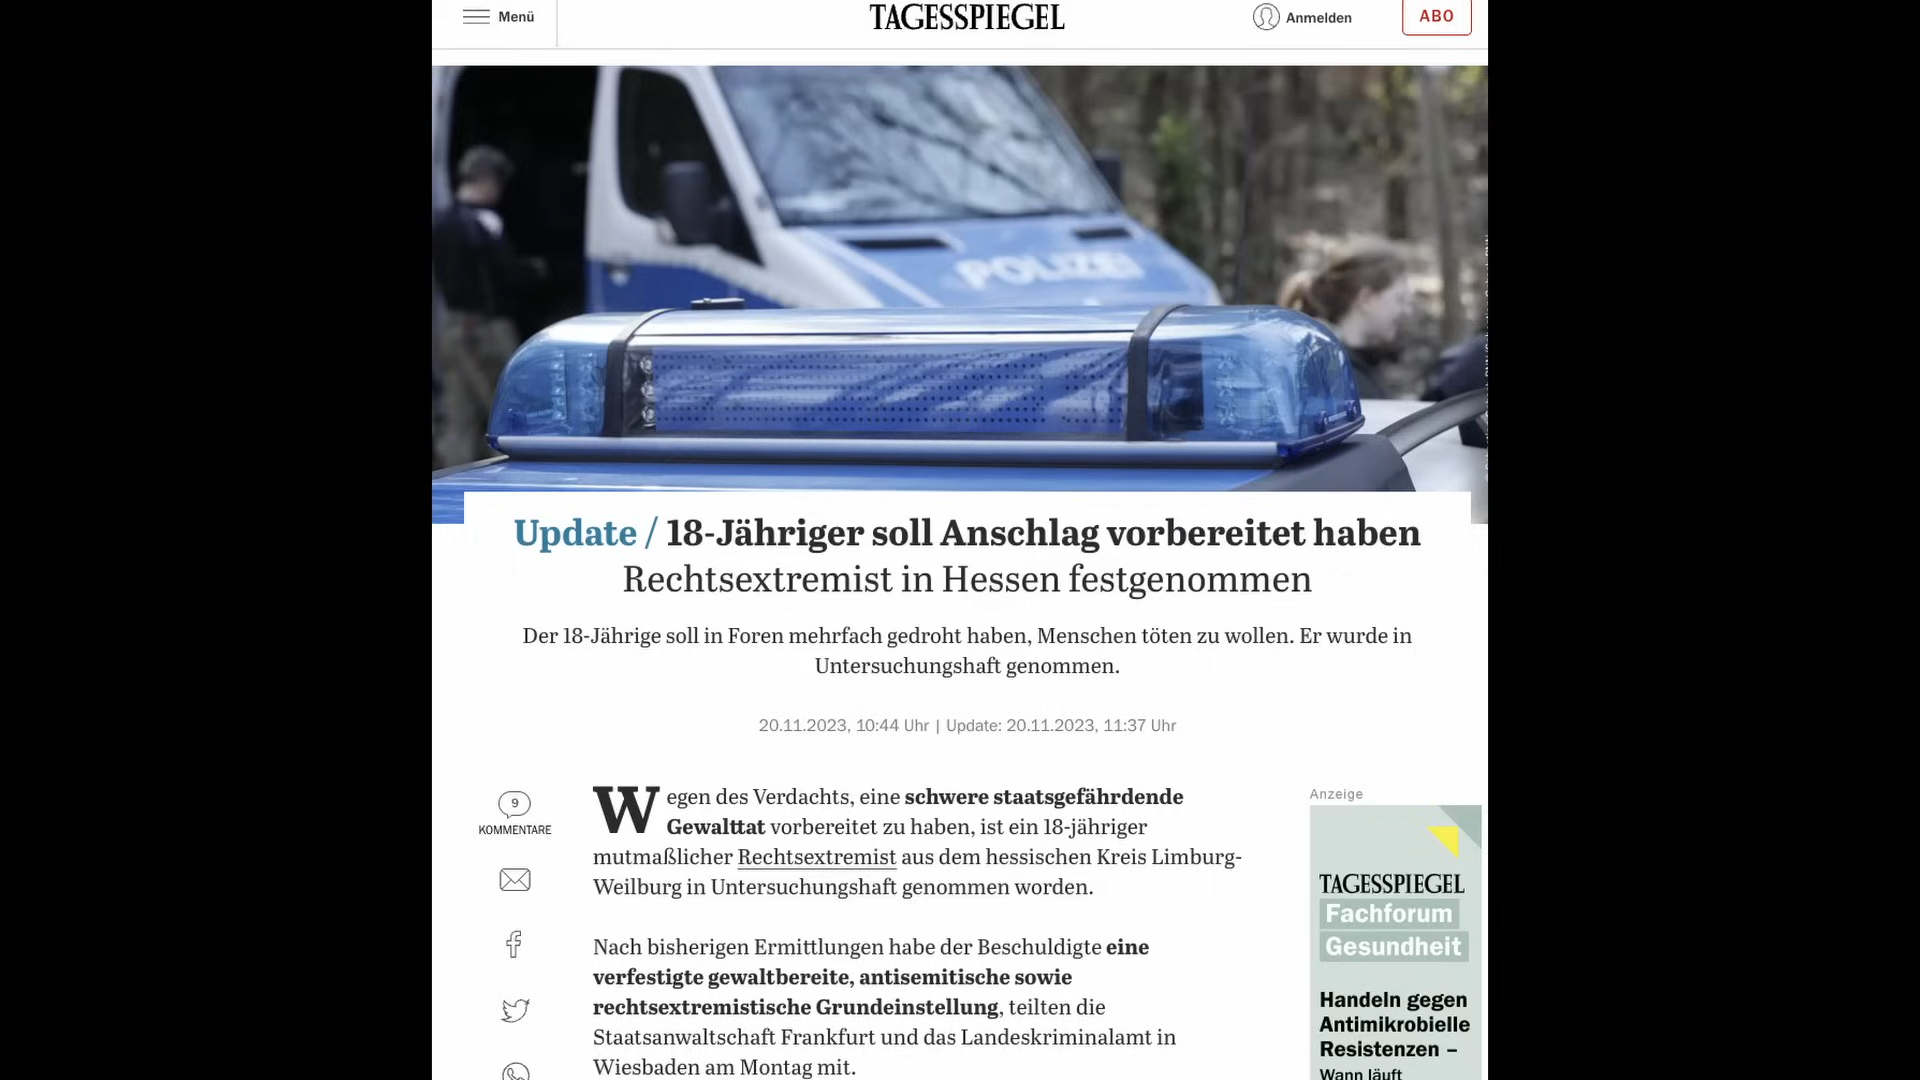 Menü
TAGESSPIEGEL
Anmelden
ABO
POLIZEI
Update / 18-Jähriger soll Anschlag vorbereitet haben
Rechtsextremist in Hessen festgenommen
Der 18-Jährige soll in Foren mehrfach gedroht haben, Menschen töten zu wollen. Er wurde in
Untersuchungshaft genommen.
20.11.2023, 10:44 Uhr | Update: 20.11.2023, 11:37 Uhr
9
KOMMENTARE
Wegen des Verdachts, eine schwere staatsgefährdende
Gewalttat vorbereitet zu haben, ist ein 18-jähriger
mutmaßlicher Rechtsextremist aus dem hessischen Kreis Limburg-
Weilburg in Untersuchungshaft genommen worden.
Nach bisherigen Ermittlungen habe der Beschuldigte eine
verfestigte gewaltbereite, antisemitische sowie
rechtsextremistische Grundeinstellung, teilten die
Staatsanwaltschaft Frankfurt und das Landeskriminalamt in
Wiesbaden am Montag mit.
Anzeige
TAGESSPIEGEL
Fachforum
Gesundheit
Handeln gegen
Antimikrobielle
Resistenzen –
Wann läuft